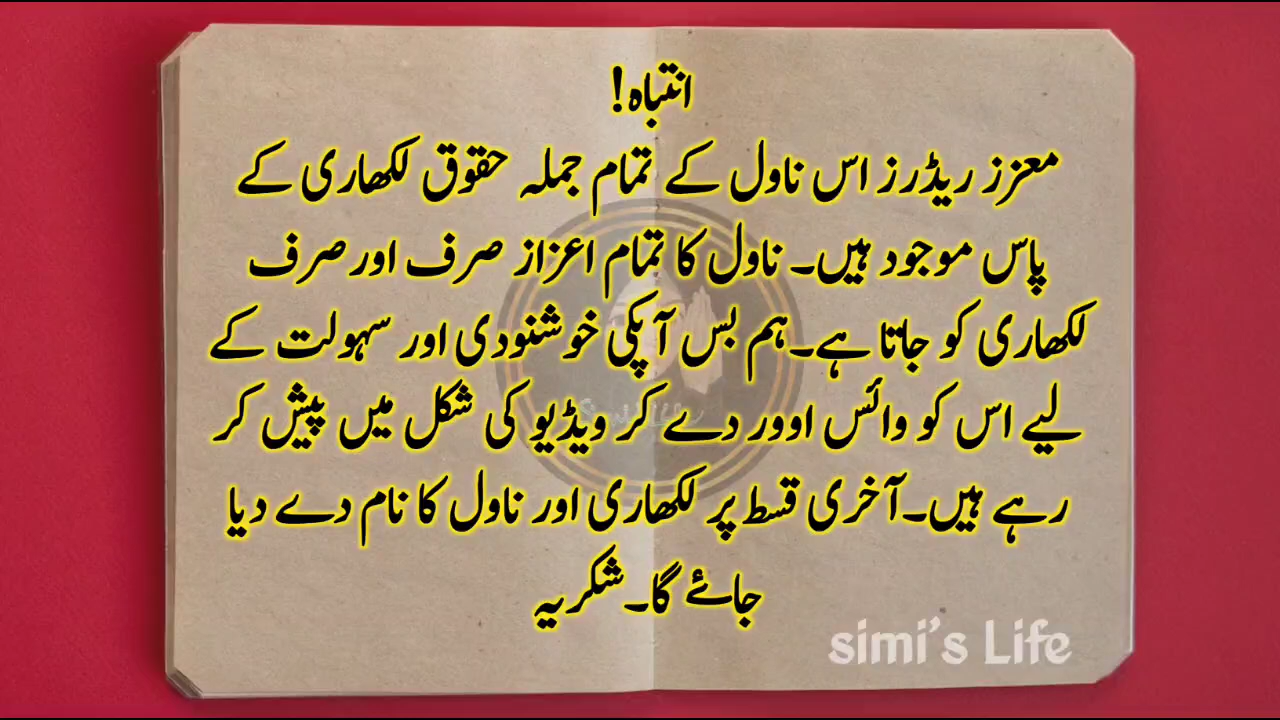 انتباہ!
معزز ریڈرز اس ناول کے تمام جملہ حقوق لکھاری کے
پاس موجود ہیں۔ ناول کا تمام اعزاز صرف اور صرف
لکھاری کو جاتا ہے۔ہم بس آپکی خوشنودی اور سہولت کے
لیے اس کو وائس اوور دے کر ویڈیو کی شکل میں پیش کر
رہے ہیں۔آخری قسط پر لکھاری اور ناول کا نام دے دیا
جائے گا۔شکریہ
simi's Life